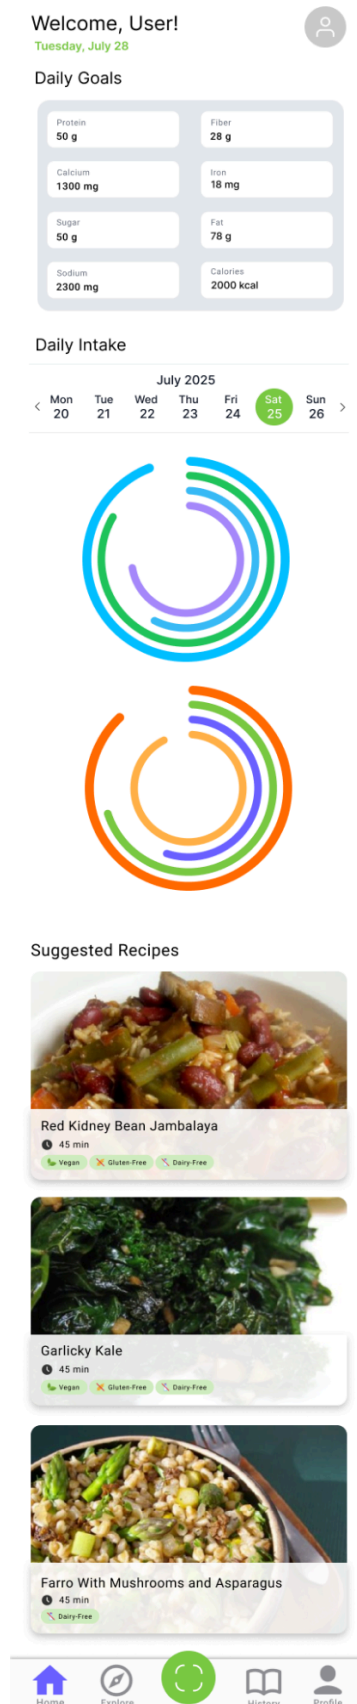 Welcome, User!
Tuesday, July 28
Daily Goals
Protein
50 g
Fiber
28 g
Calcium
1300 mg
Iron
18 mg
Sugar
50 g
Fat
78 g
Sodium
2300 mg
Calories
2000 kcal
Daily Intake
July 2025
Mon Tue Wed Thu Fri Sat Sun
20 21 22 23 24 25 26
Suggested Recipes
Red Kidney Bean Jambalaya
45 min
Vegan Gluten-Free Dairy-Free
Garlicky Kale
45 min
Vegan Gluten-Free Dairy-Free
Farro With Mushrooms and Asparagus
45 min
Dairy-Free
Home Explore History Profile